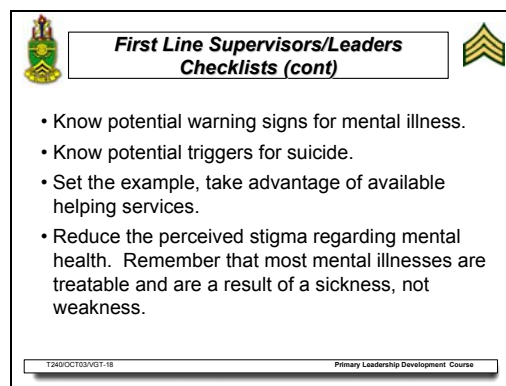 First Line Supervisors/Leaders
Checklists (cont)
• Know potential warning signs for mental illness.
• Know potential triggers for suicide.
• Set the example, take advantage of available
helping services.
• Reduce the perceived stigma regarding mental
health.  Remember that most mental illnesses are
treatable and are a result of a sickness, not
weakness.
T240/OCT03/VGT-18
Primary Leadership Development  Course